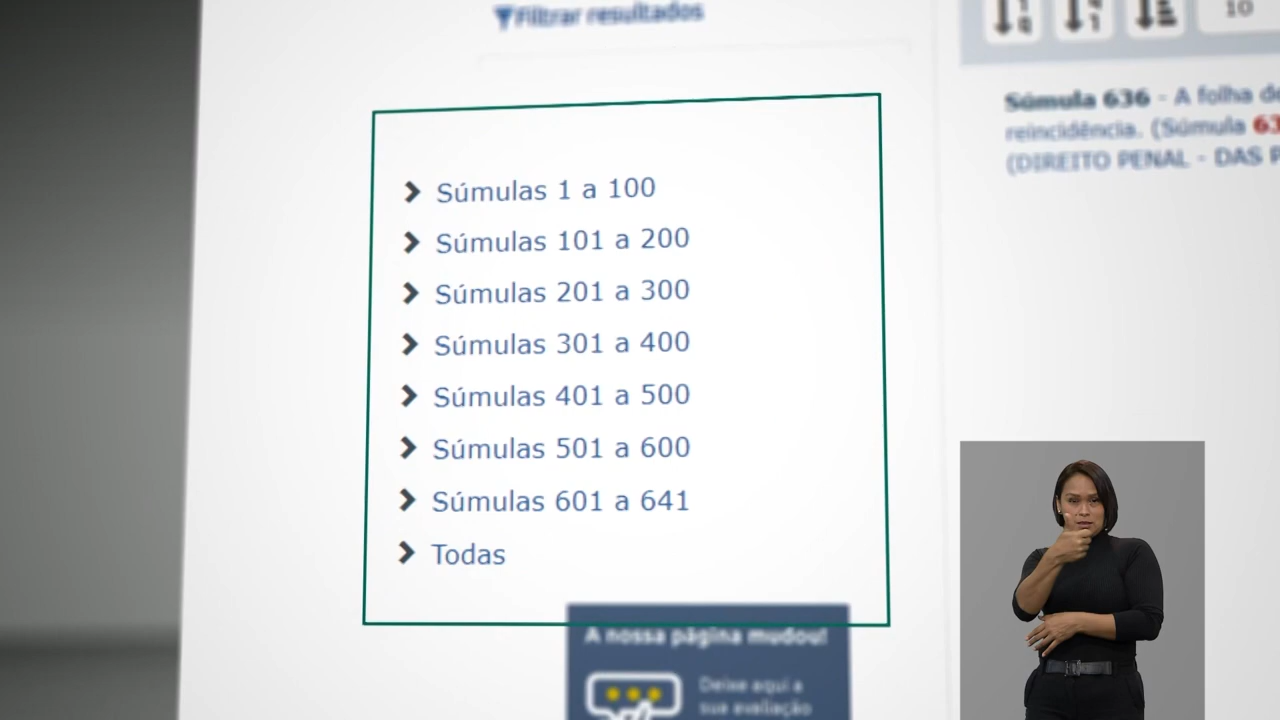 Filtrar resultados
Súmulas 1 a 100
Súmulas 101 a 200
Súmulas 201 a 300
Súmulas 301 a 400
Súmulas 401 a 500
Súmulas 501 a 600
Súmulas 601 a 641
Todas
A nossa página mudou!
Deixe aqui a
sua avaliação
10
Súmula 636 - A folha de
reincidência. (Súmula 63
(DIREITO PENAL - DAS P